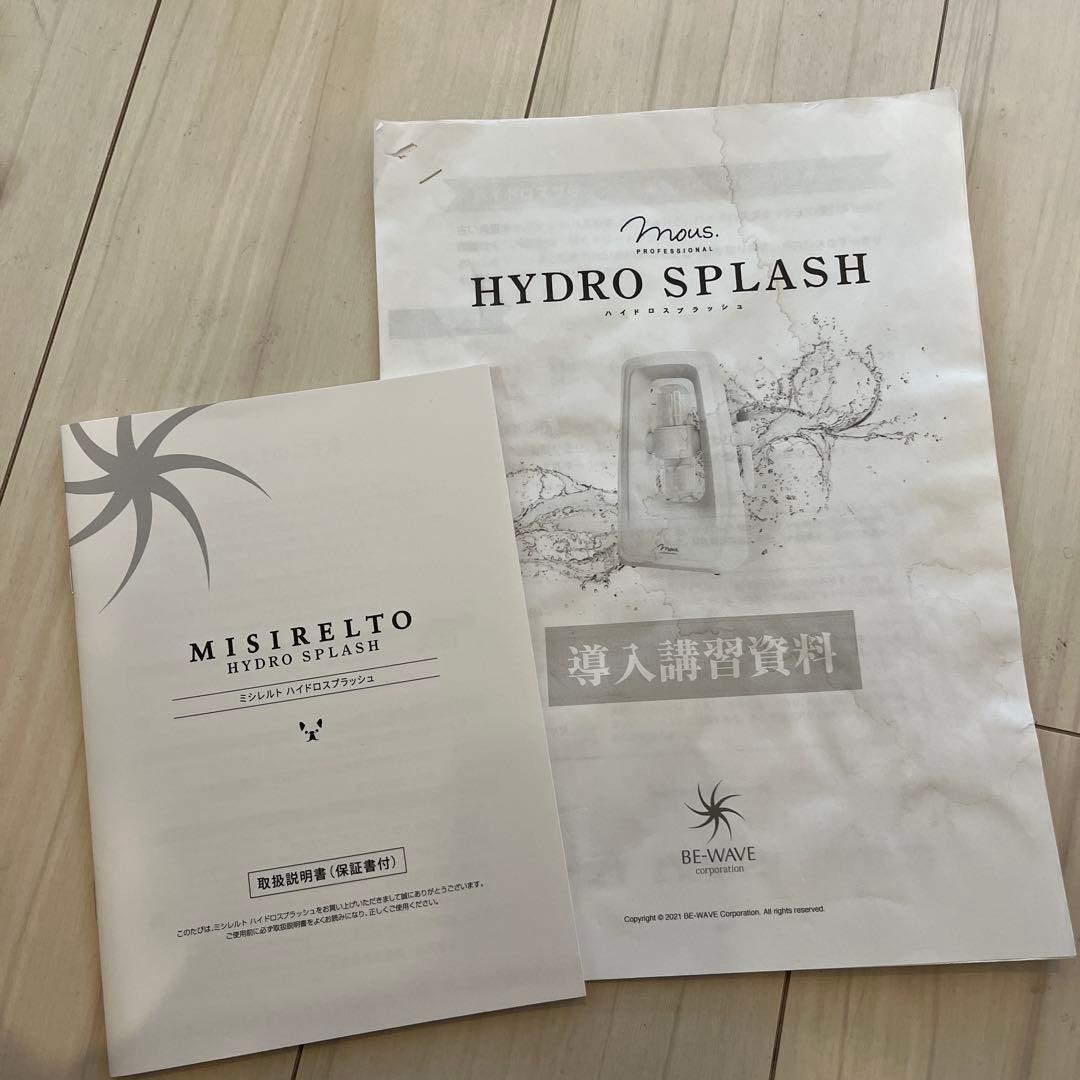 mous.
PROFESSIONAL
HYDRO SPLASH
ハイドロスプラッシュ
mous
導入講習資料
BE-WAVE
corporation
Copyright © 2021 BE-WAVE Corporation. All rights reserved.
MISIRELTO
HYDRO SPLASH
ミシレルト ハイドロスプラッシュ
取扱説明書(保証書付)
このたびは、ミシレルト ハイドロスプラッシュをお買い上げいただきまして誠にありがとうございます。
ご使用前に必ず取扱説明書をよくお読みになり、正しくご使用ください。